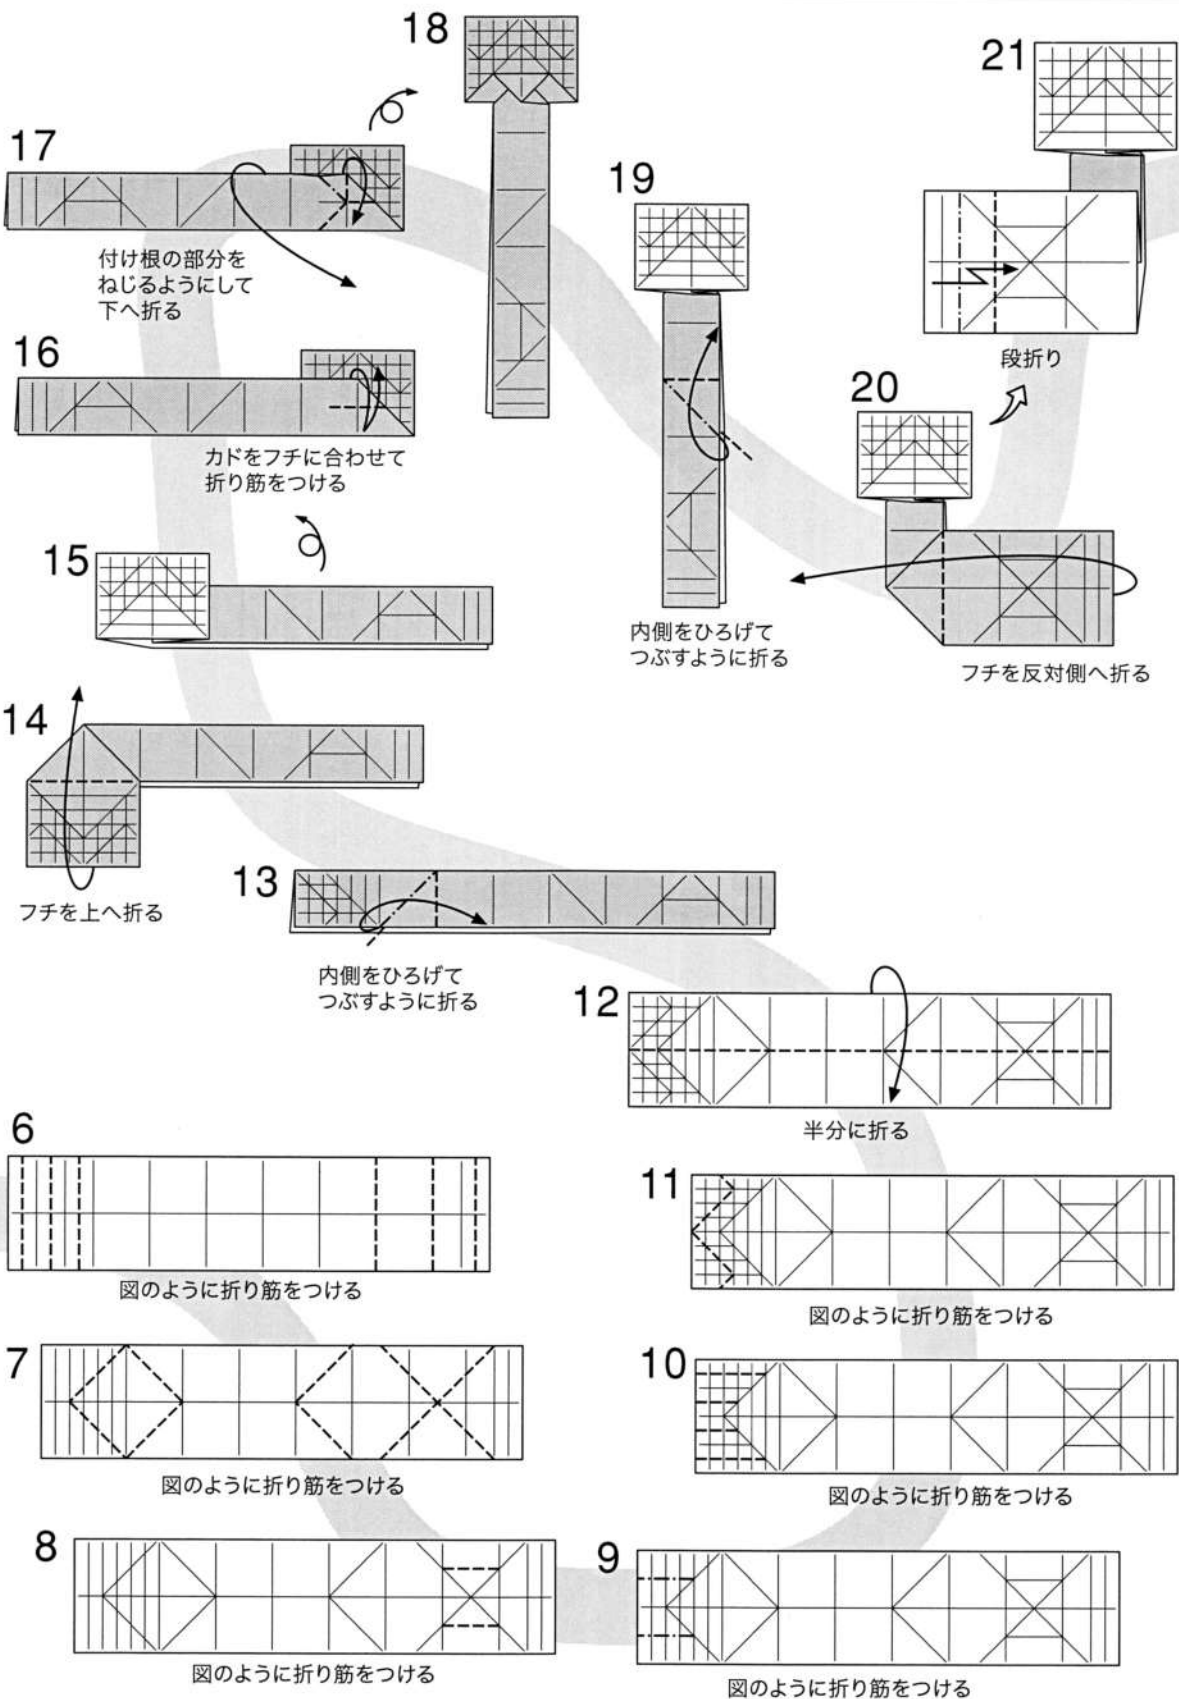 6
図のように折り筋をつける
7
図のように折り筋をつける
8
図のように折り筋をつける
9
図のように折り筋をつける
10
図のように折り筋をつける
11
図のように折り筋をつける
12
半分に折る
13
内側をひろげて
つぶすように折る
14
フチを上へ折る
15
16
カドをフチに合わせて
折り筋をつける
17
付け根の部分を
ねじるようにして
下へ折る
18
19
内側をひろげて
つぶすように折る
20
フチを反対側へ折る
21
段折り